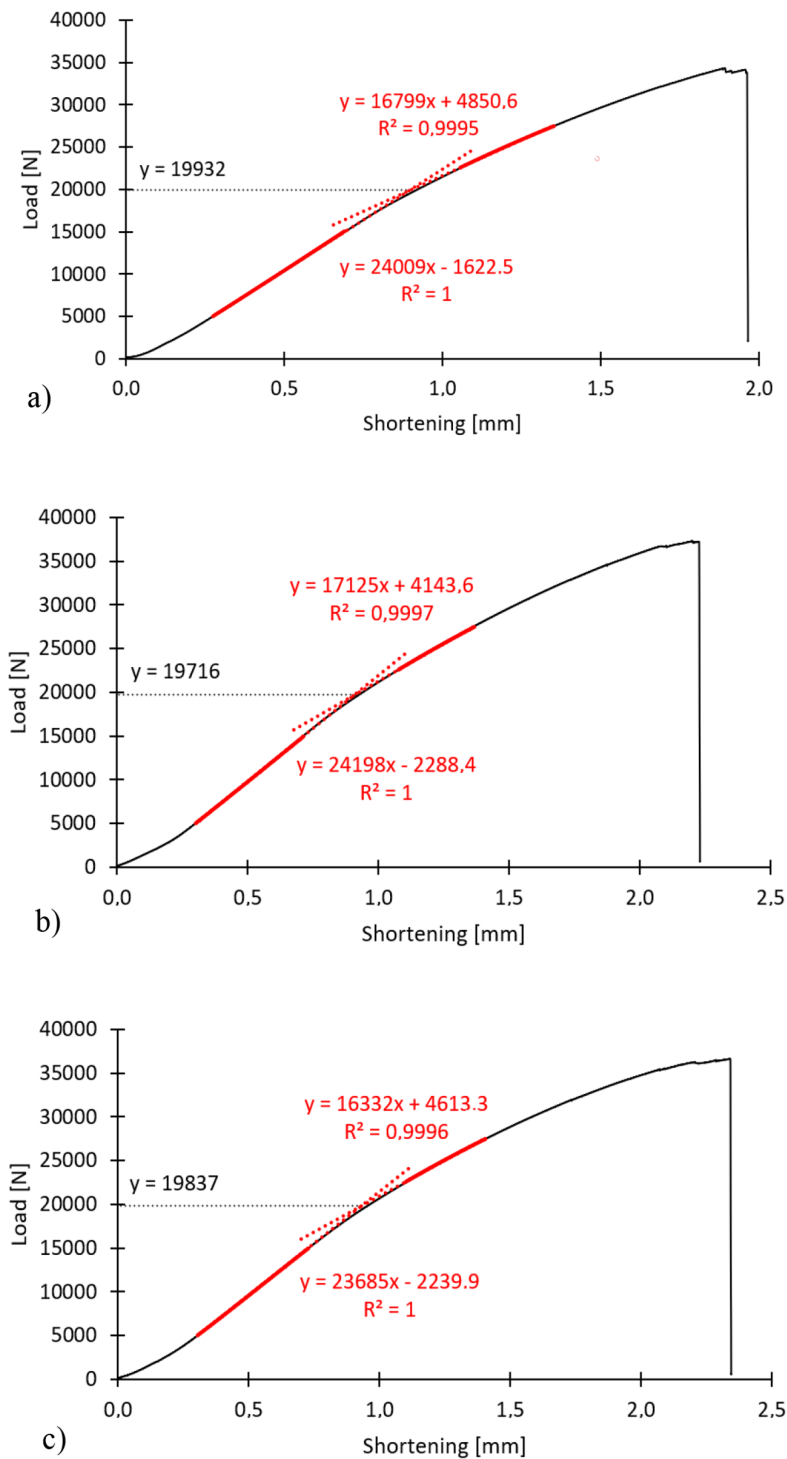 40000
35000
30000
25000
20000
15000
10000
5000
0
Load [N]
y = 16799x + 4850,6
R² = 0,9995
y = 19932
y = 24009x - 1622.5
R² = 1
0,0
0,5
1,0
1,5
2,0
a)
Shortening [mm]
40000
35000
30000
25000
20000
15000
10000
5000
0
Load [N]
y = 17125x + 4143,6
R² = 0,9997
y = 19716
y = 24198x - 2288,4
R² = 1
0,0
0,5
1,0
1,5
2,0
2,5
b)
Shortening [mm]
40000
35000
30000
25000
20000
15000
10000
5000
0
Load [N]
y = 16332x + 4613.3
R² = 0,9996
y = 19837
y = 23685x - 2239.9
R² = 1
0,0
0,5
1,0
1,5
2,0
2,5
c)
Shortening [mm]